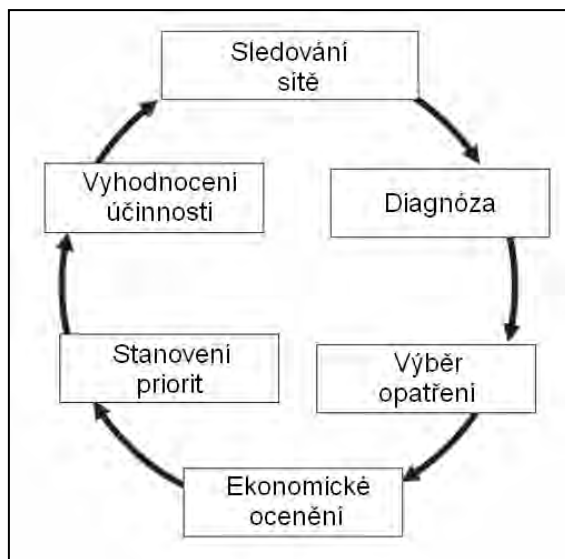 Sledování
sítě
Diagnóza
Výběr
opatření
Ekonomické
ocenění
Stanovení
priorit
Vyhodnocení
účinnosti